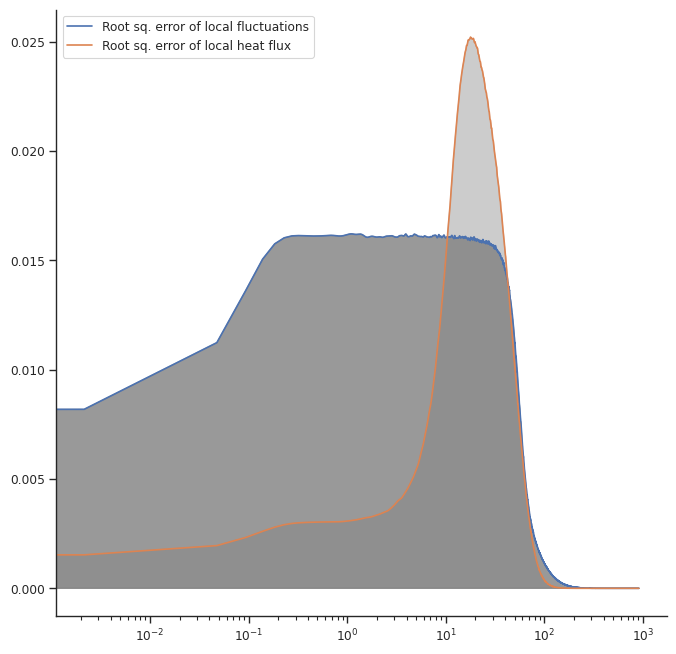 Root sq. error of local fluctuations
Root sq. error of local heat flux
0.025
0.020
0.015
0.010
0.005
0.000
10⁻² 10⁻¹ 10⁰ 10¹ 10² 10³